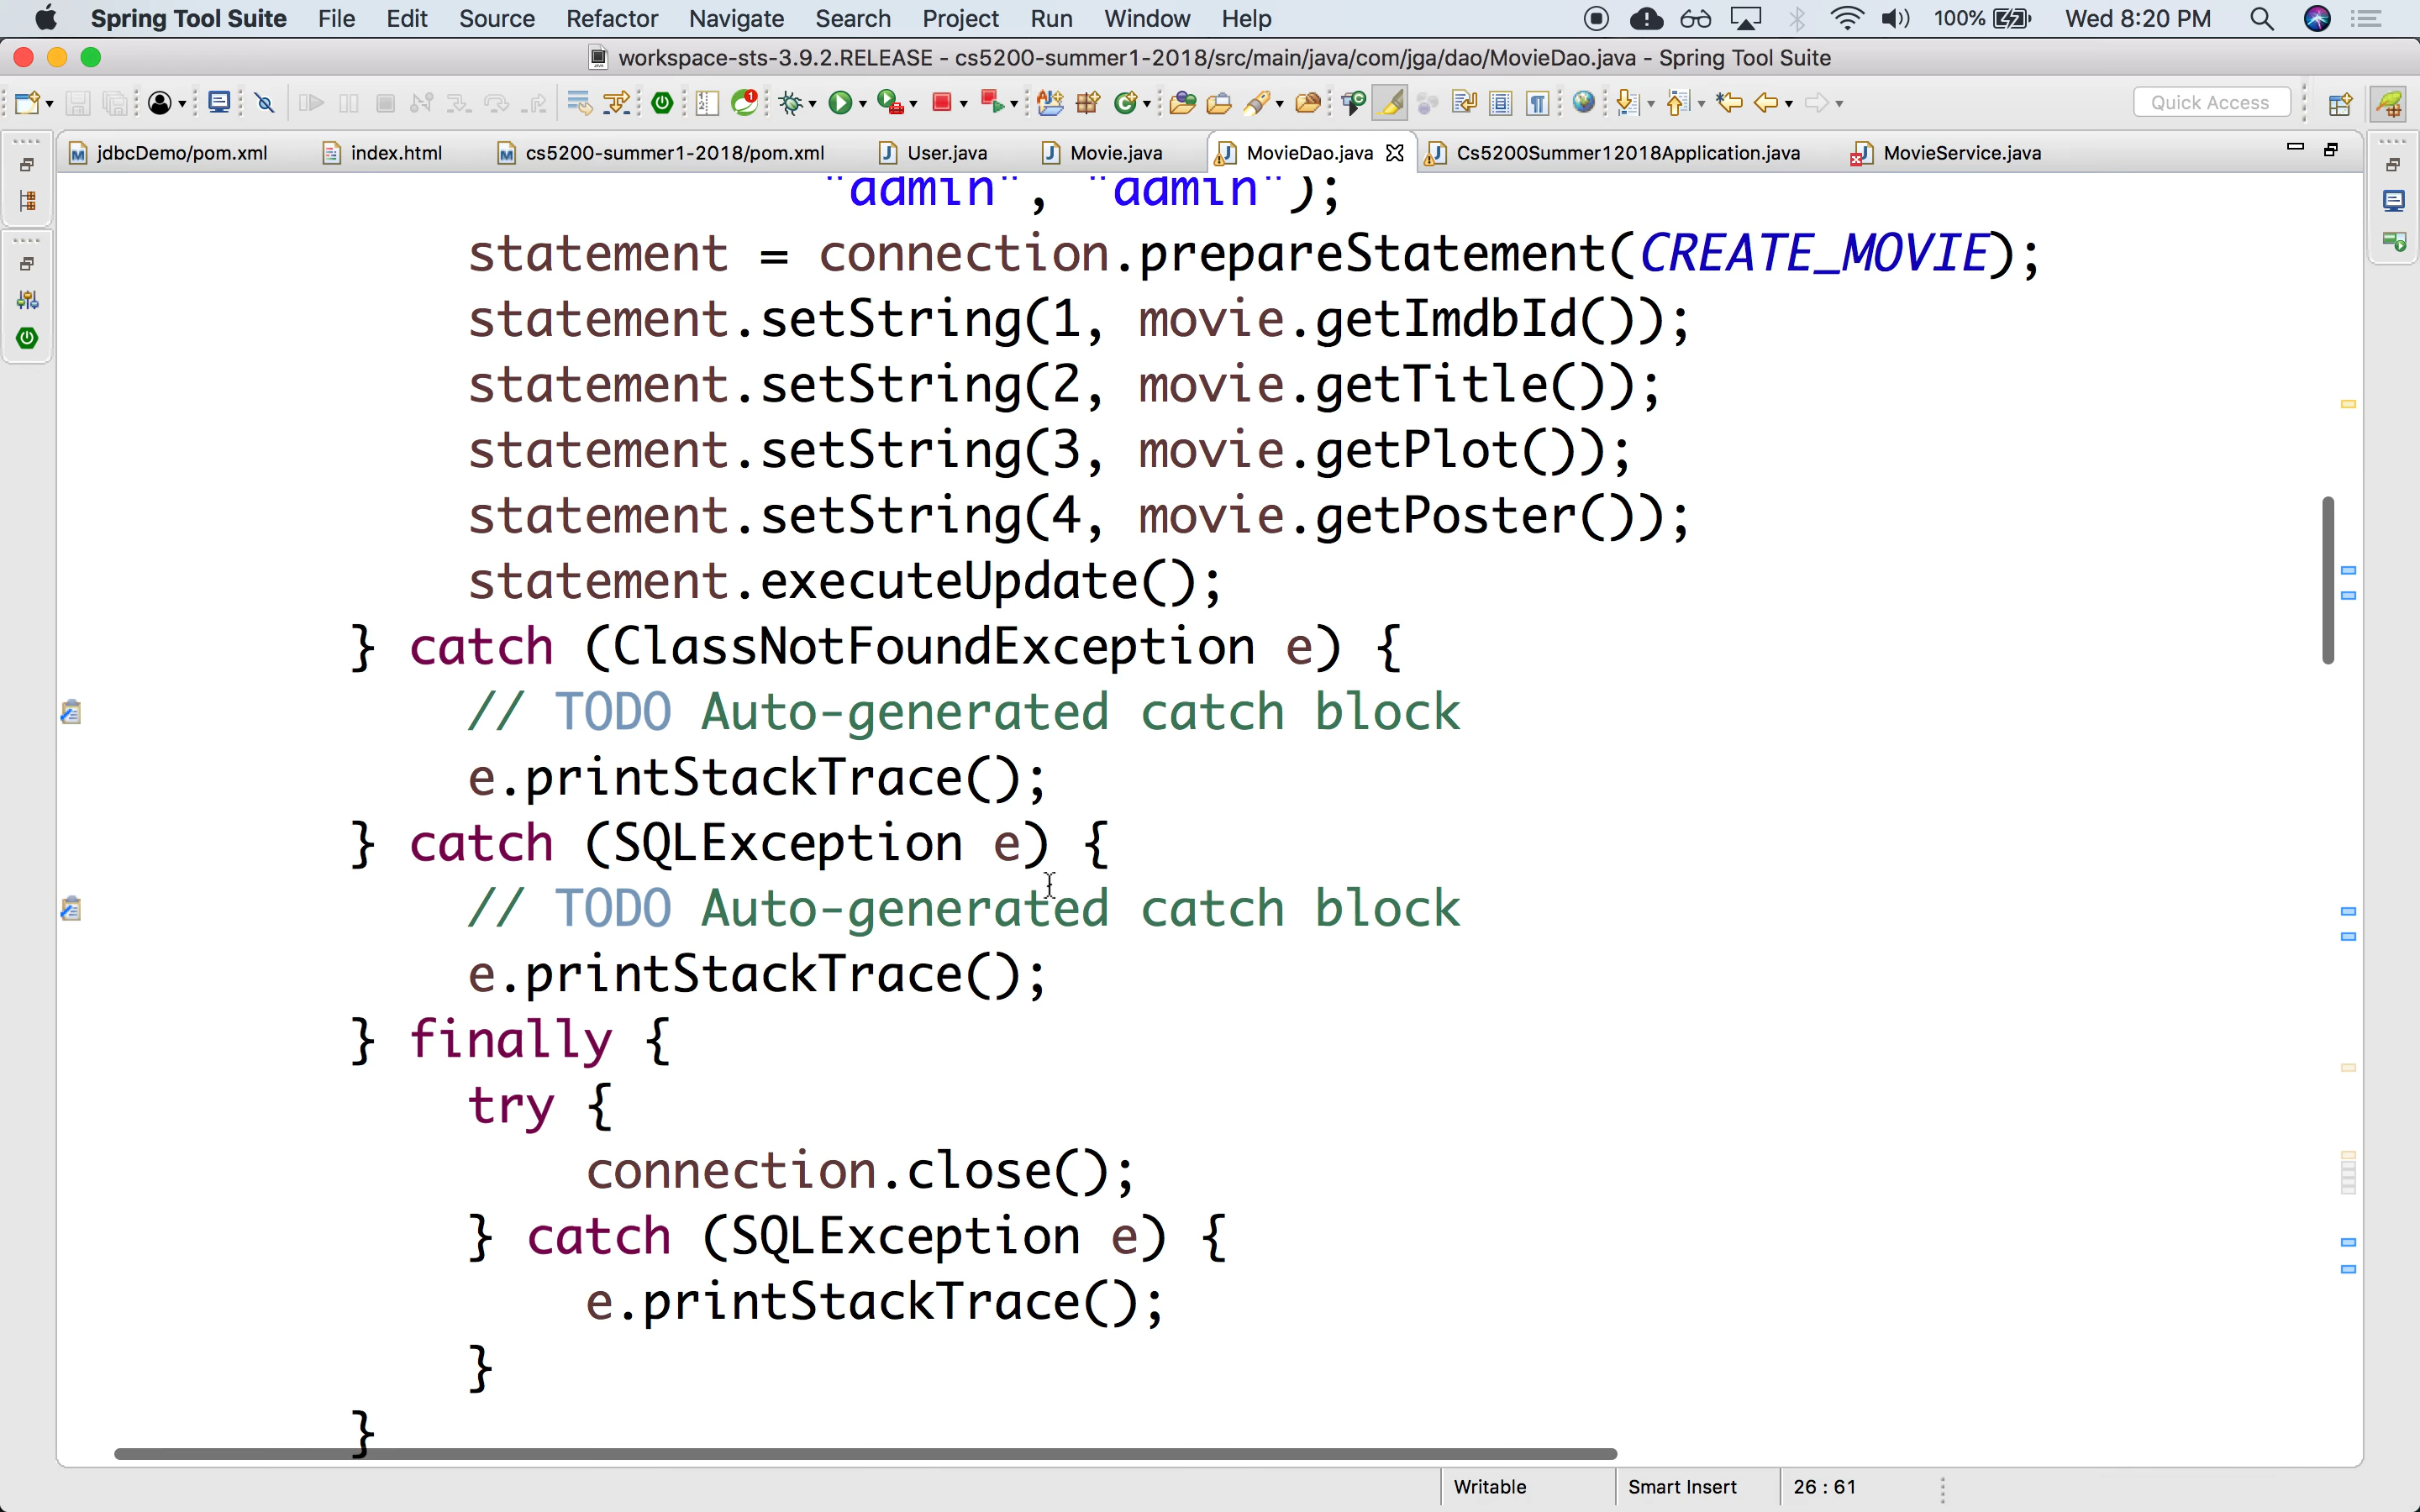 Spring Tool Suite File Edit Source Refactor Navigate Search Project Run Window Help 100% Wed 8:20 PM
workspace-sts-3.9.2.RELEASE - cs5200-summer1-2018/src/main/java/com/jga/dao/MovieDao.java - Spring Tool Suite
Quick Access
jdbcDemo/pom.xml index.html cs5200-summer1-2018/pom.xml User.java Movie.java MovieDao.java Cs5200Summer12018Application.java MovieService.java
"admin", "admin");
statement = connection.prepareStatement(CREATE_MOVIE);
statement.setString(1, movie.getImdbId());
statement.setString(2, movie.getTitle());
statement.setString(3, movie.getPlot());
statement.setString(4, movie.getPoster());
statement.executeUpdate();
} catch (ClassNotFoundException e) {
// TODO Auto-generated catch block
e.printStackTrace();
} catch (SQLException e) {
// TODO Auto-generated catch block
e.printStackTrace();
} finally {
try {
connection.close();
} catch (SQLException e) {
e.printStackTrace();
}
}
Writable Smart Insert 26 : 61